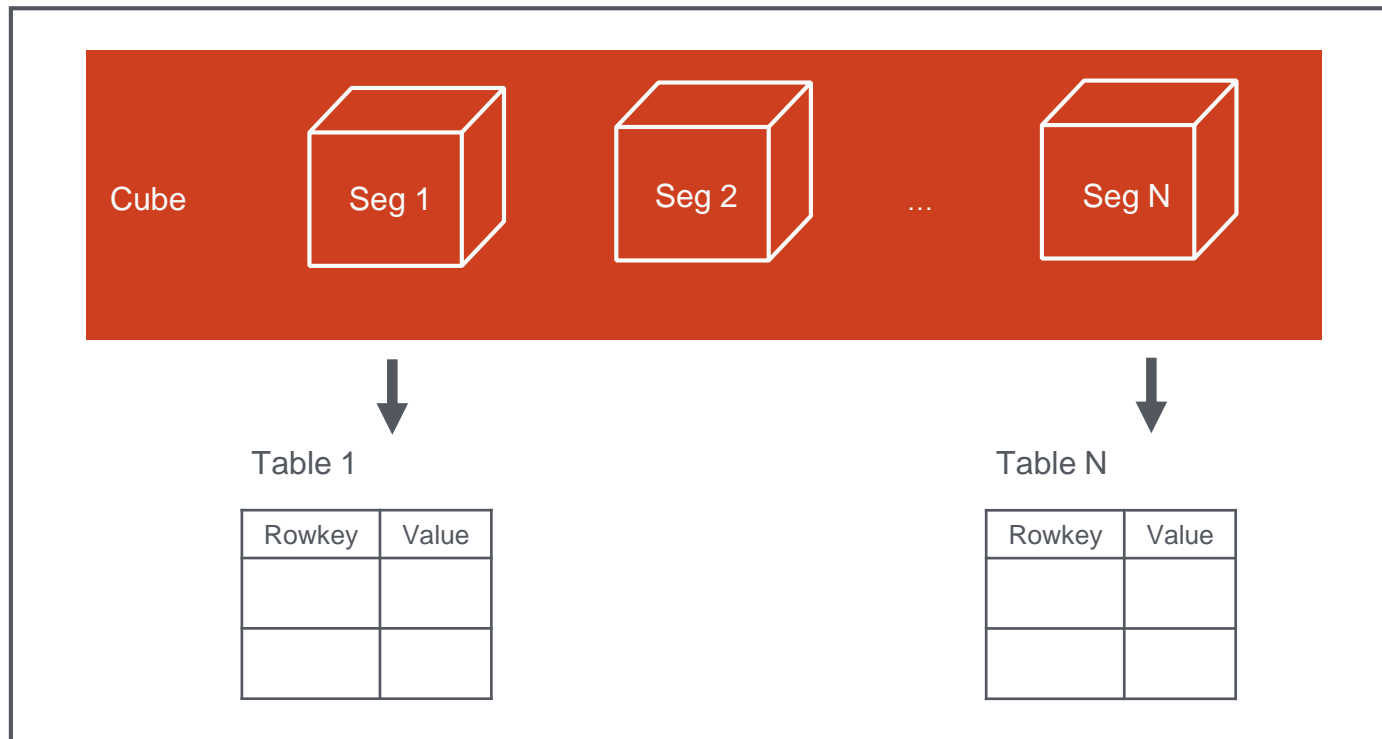 Cube
Seg 1
Seg 2
…
Seg N
Table 1
Table N
Rowkey Value
Rowkey Value